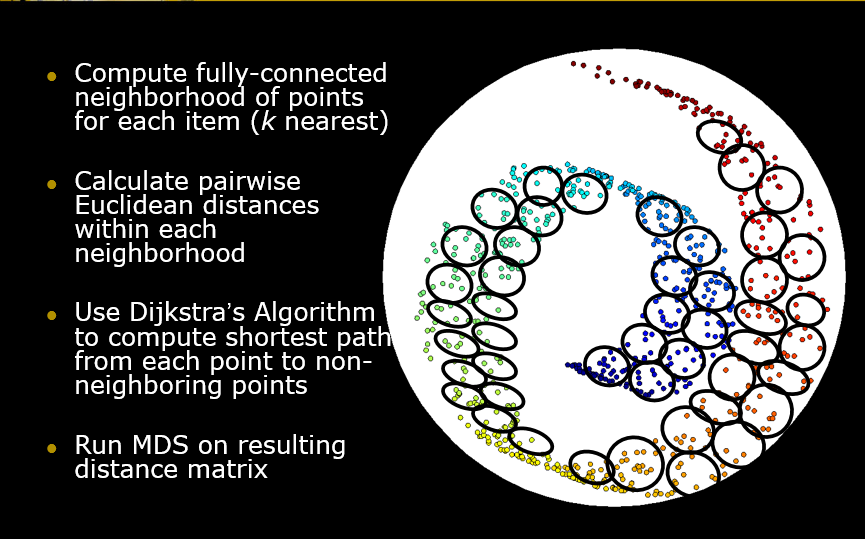 • Compute fully-connected
neighborhood of points
for each item (k nearest)
• Calculate pairwise
Euclidean distances
within each
neighborhood
• Use Dijkstra’s Algorithm
to compute shortest path
from each point to non-
neighboring points
• Run MDS on resulting
distance matrix